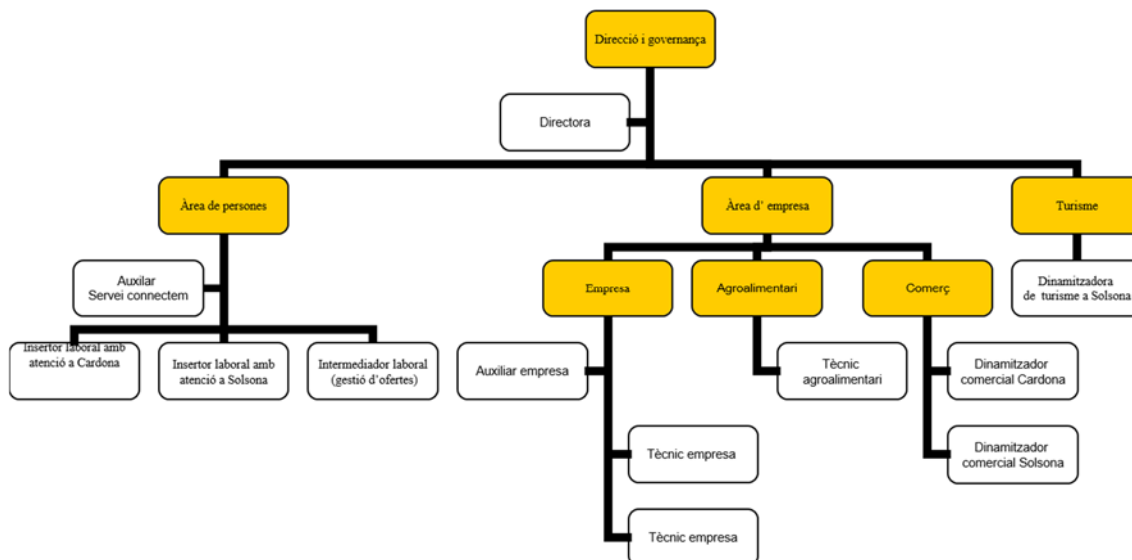 Direcció i governança
Directora
Àrea de persones
Àrea d’ empresa
Turisme
Auxilar
Servei connectem
Empresa
Agroalimentari
Comerç
Dinamitzadora
de turisme a Solsona
Insertor laboral amb
atenció a Cardona
Insertor laboral amb
atenció a Solsona
Intermediador laboral
(gestió d’ofertes)
Auxiliar empresa
Tècnic
agroalimentari
Dinamitzador
comercial Cardona
Tècnic empresa
Dinamitzador
comercial Solsona
Tècnic empresa